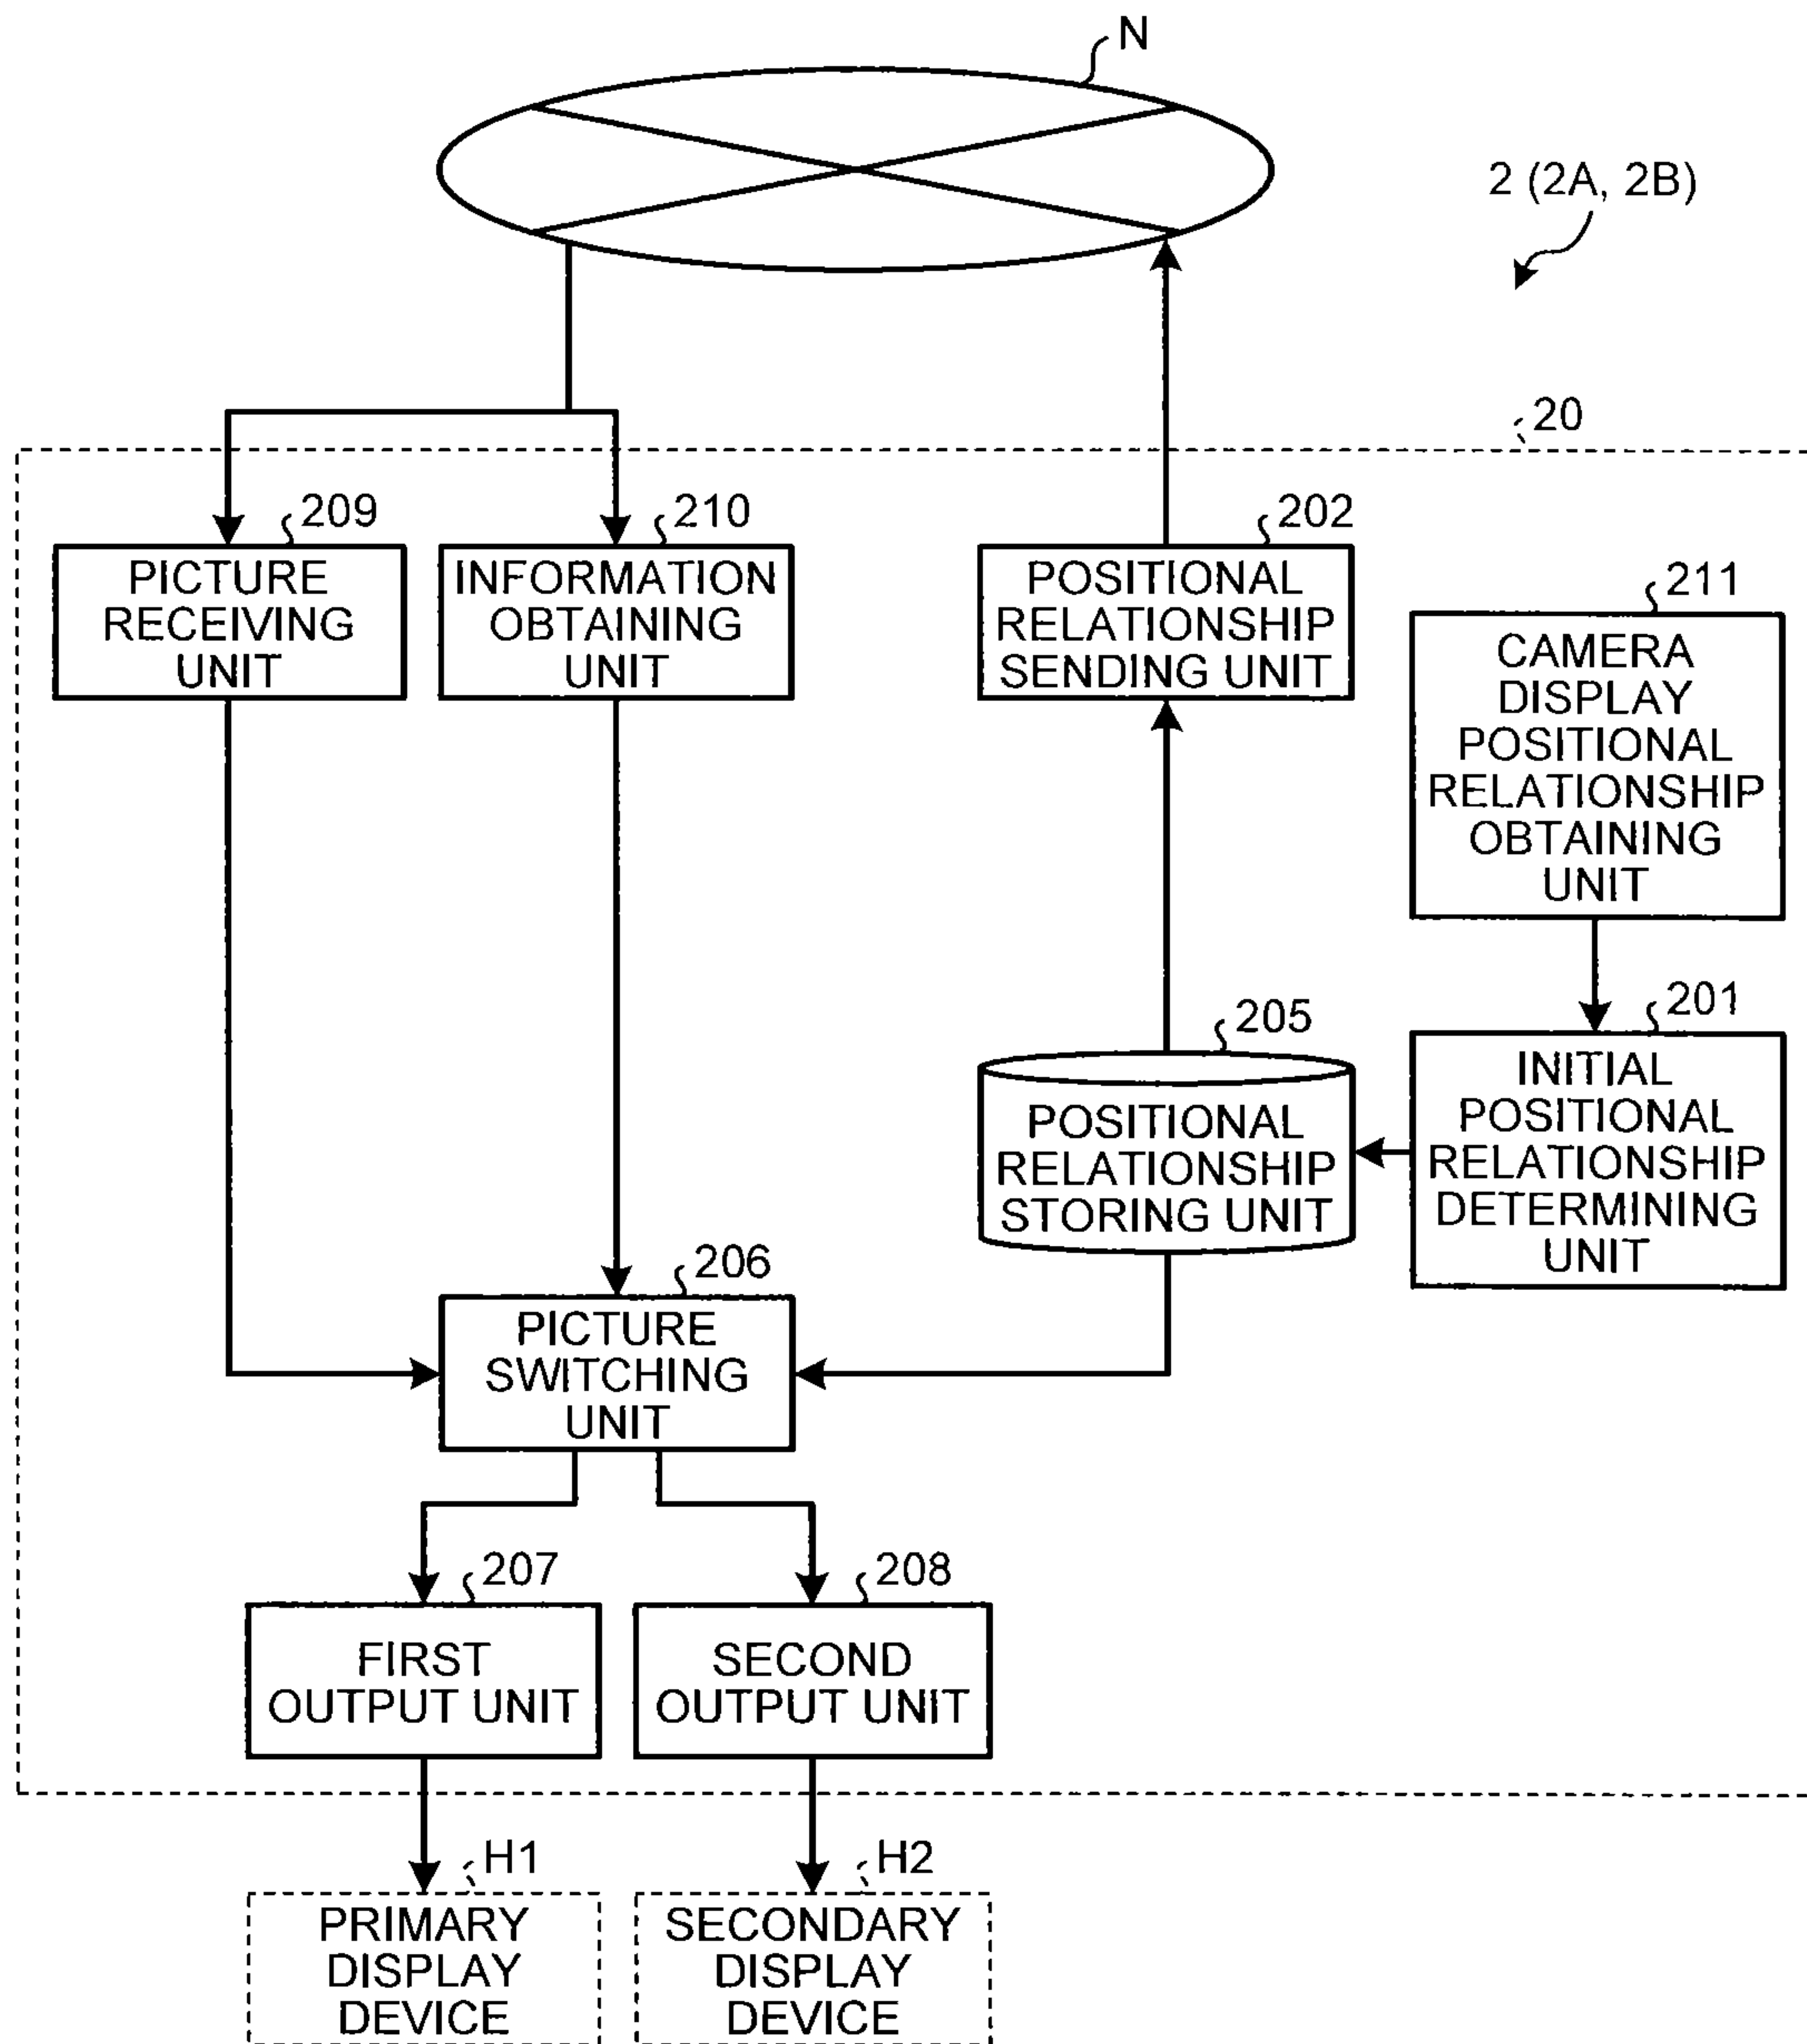 N
2 (2A, 2B)
20
209
PICTURE
RECEIVING
UNIT
210
INFORMATION
OBTAINING
UNIT
202
POSITIONAL
RELATIONSHIP
SENDING UNIT
211
CAMERA
DISPLAY
POSITIONAL
RELATIONSHIP
OBTAINING
UNIT
205
POSITIONAL
RELATIONSHIP
STORING UNIT
201
INITIAL
POSITIONAL
RELATIONSHIP
DETERMINING
UNIT
206
PICTURE
SWITCHING
UNIT
207
FIRST
OUTPUT UNIT
208
SECOND
OUTPUT UNIT
H1
PRIMARY
DISPLAY
DEVICE
H2
SECONDARY
DISPLAY
DEVICE